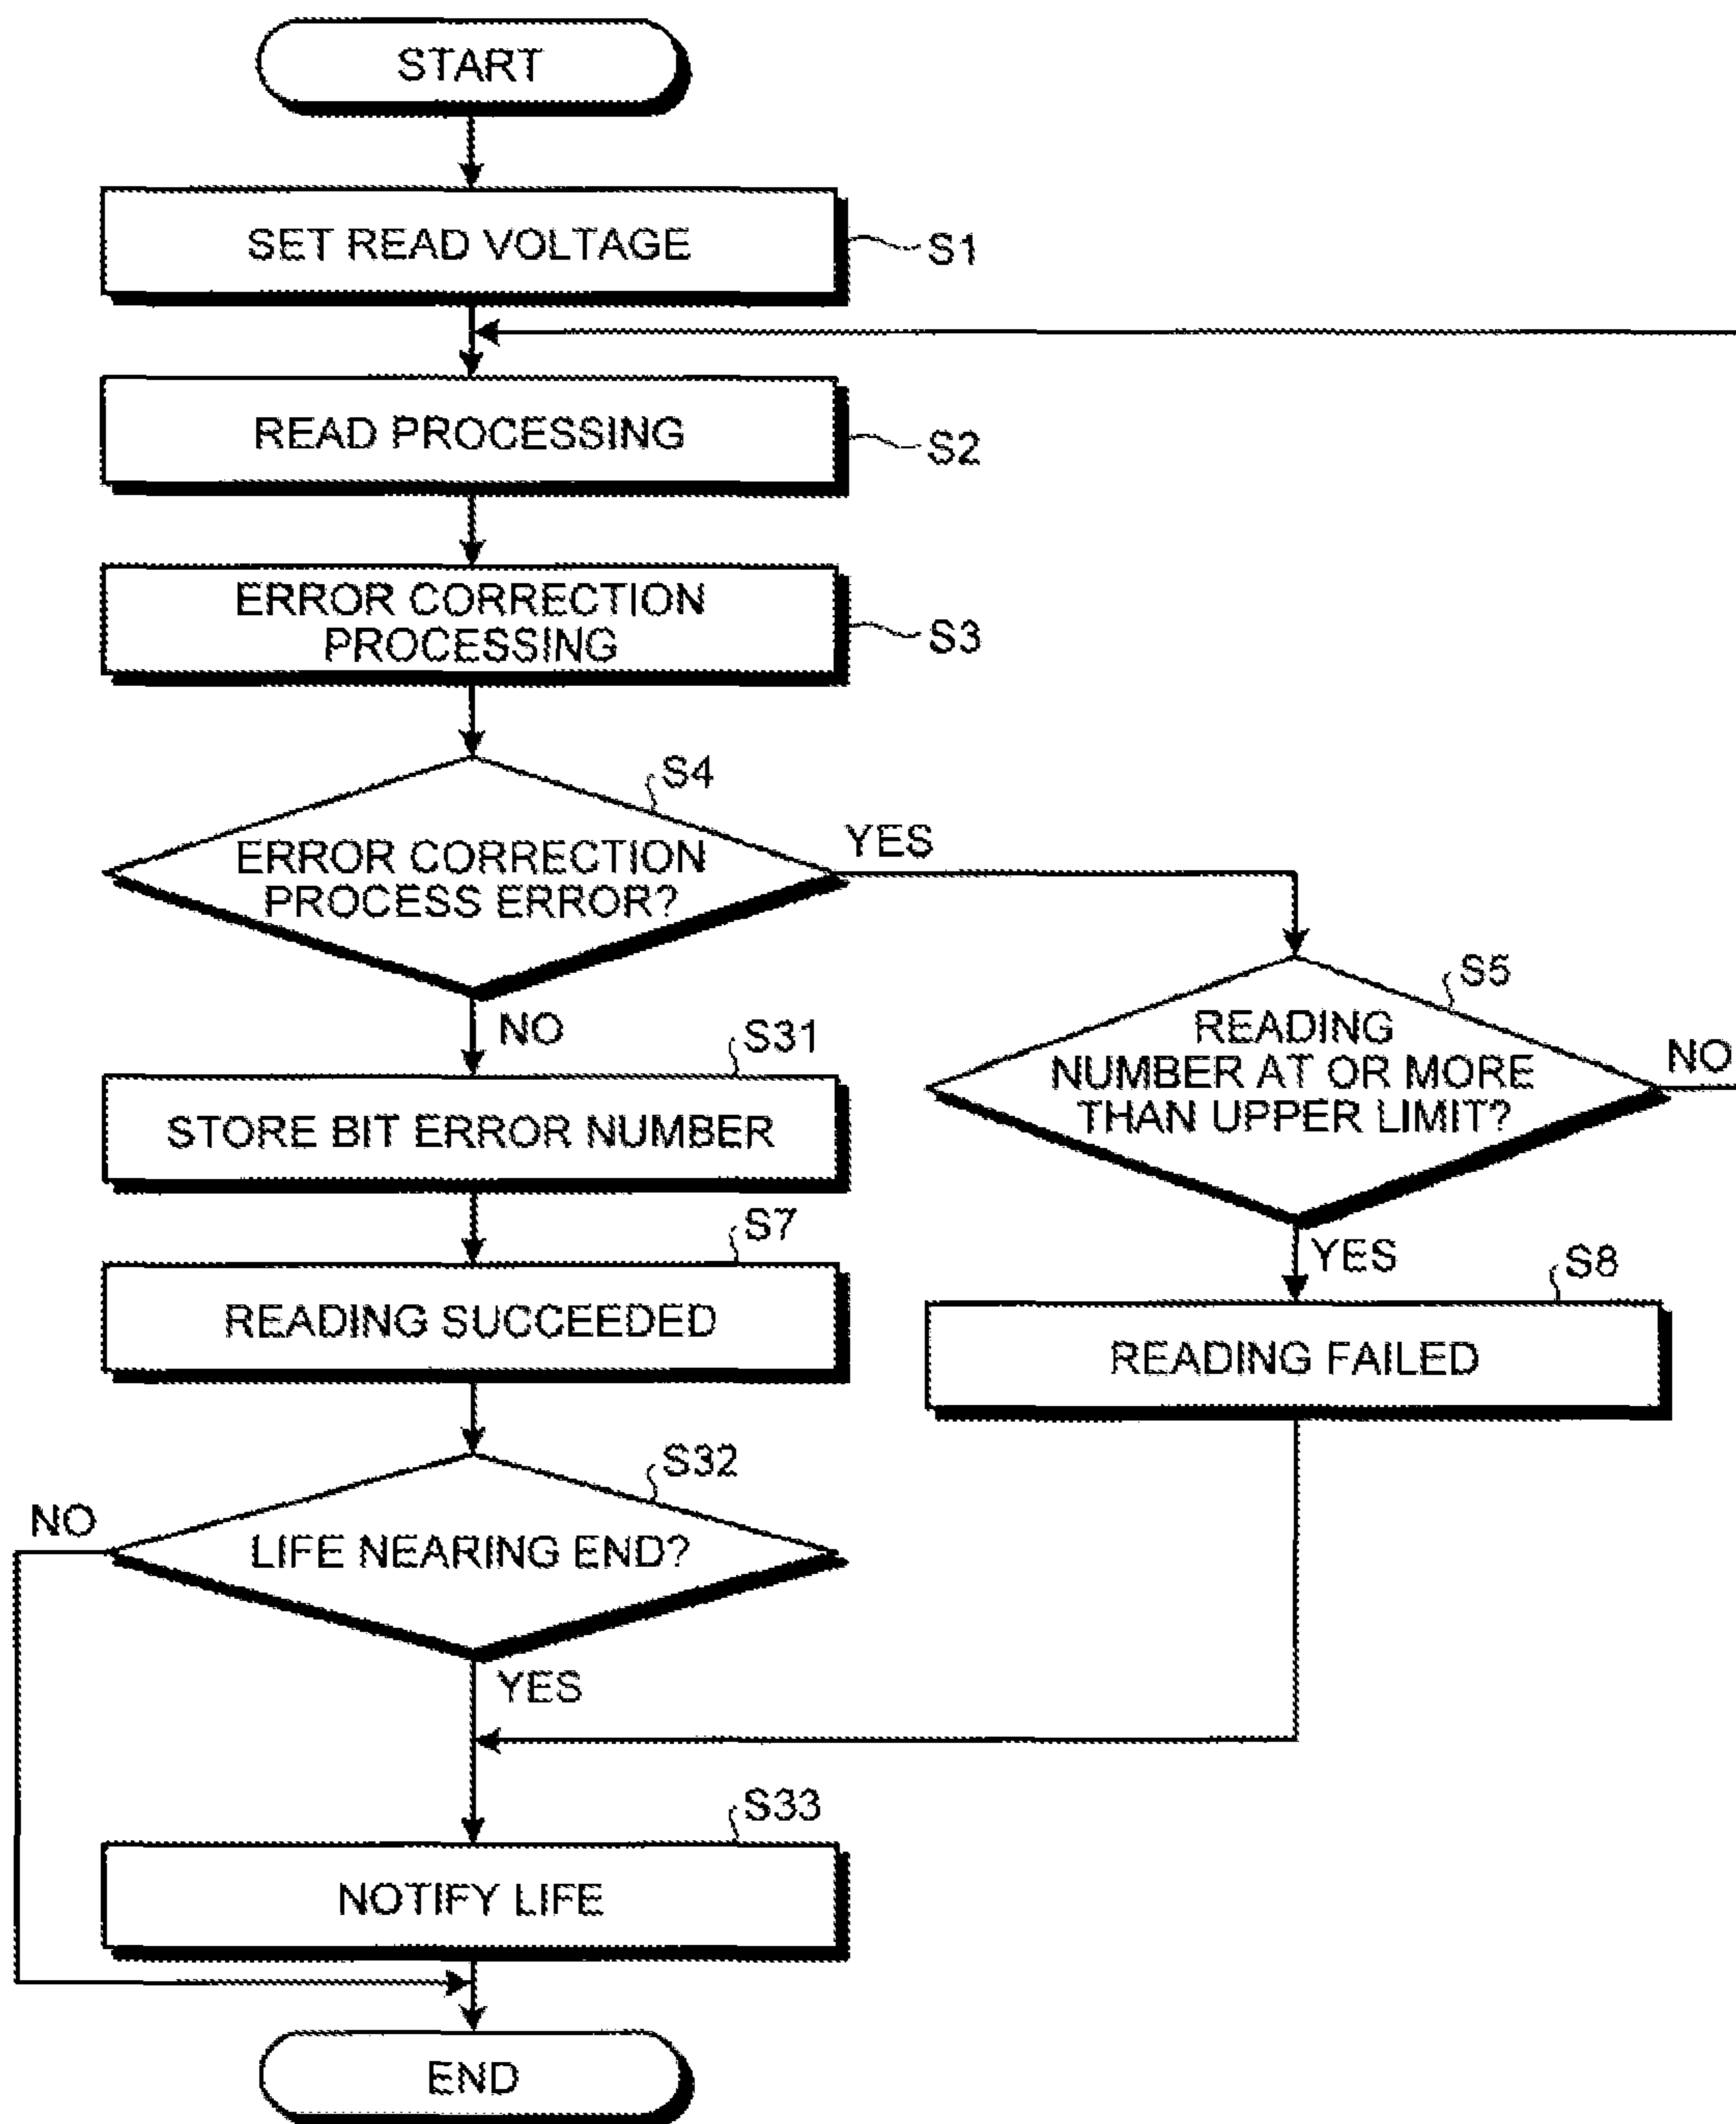 START
SET READ VOLTAGE
S1
READ PROCESSING
S2
ERROR CORRECTION
PROCESSING
S3
S4
ERROR CORRECTION
PROCESS ERROR?
YES
NO
S5
READING
NUMBER AT OR MORE
THAN UPPER LIMIT?
NO
YES
S31
STORE BIT ERROR NUMBER
S7
READING SUCCEEDED
S8
READING FAILED
S32
LIFE NEARING END?
NO
YES
S33
NOTIFY LIFE
END